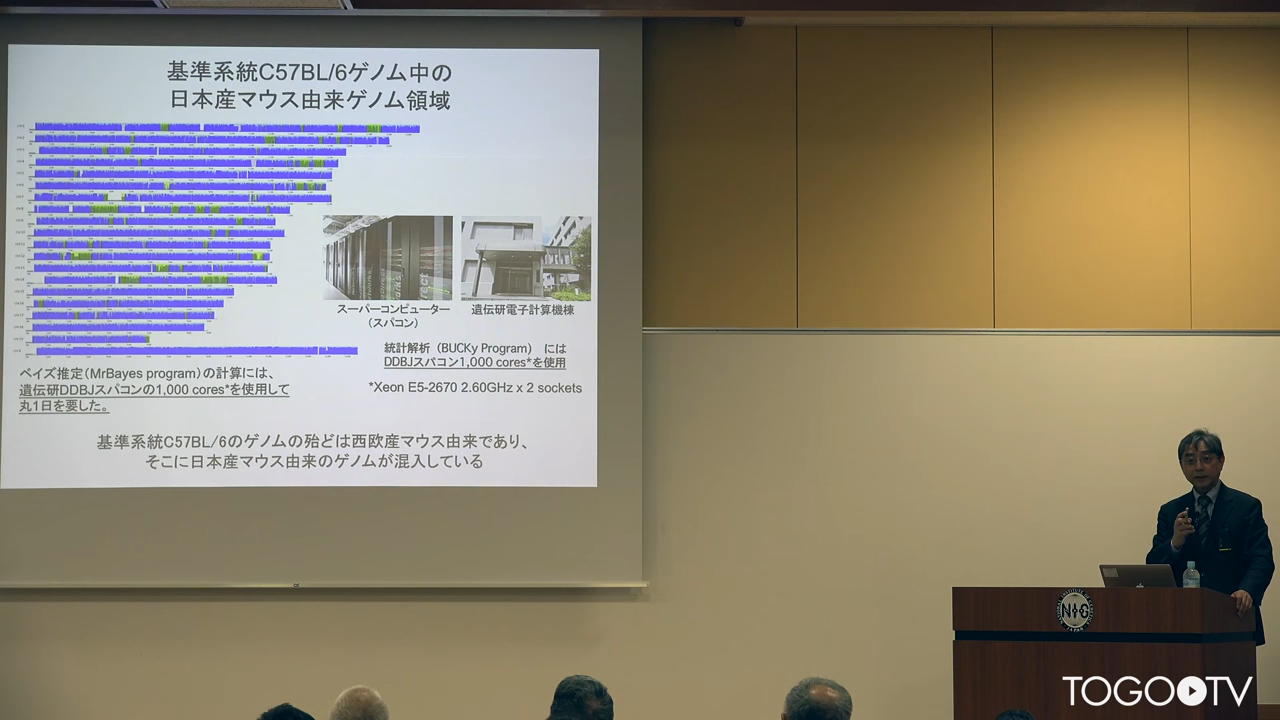 基準系統C57BL/6ゲノム中の
日本産マウス由来ゲノム領域
スーパーコンピューター
（スパコン）
遺伝研電子計算機棟
統計解析（BUCKy Program） には
DDBJスパコン1,000 cores*を使用
*Xeon E5-2670 2.60GHz x 2 sockets
ベイズ推定（MrBayes program）の計算には、
遺伝研DDBJスパコンの1,000 cores*を使用して
丸1日を要した。
基準系統C57BL/6のゲノムの殆どは西欧産マウス由来であり、
そこに日本産マウス由来のゲノムが混入している
NIG
JAPAN
TOGO TV